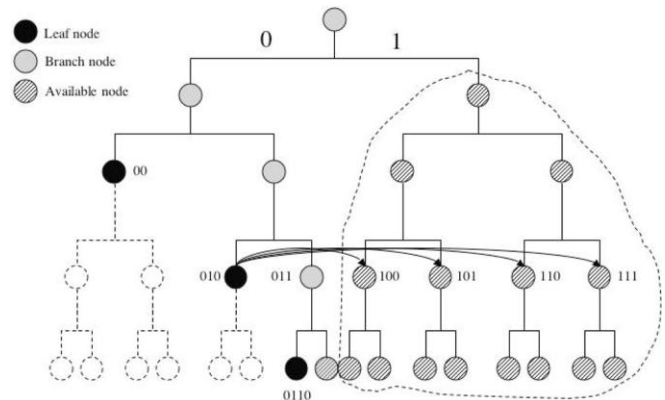 0 1
Leaf node
Branch node
Available node
00
010 011 100 101 110 111
0110